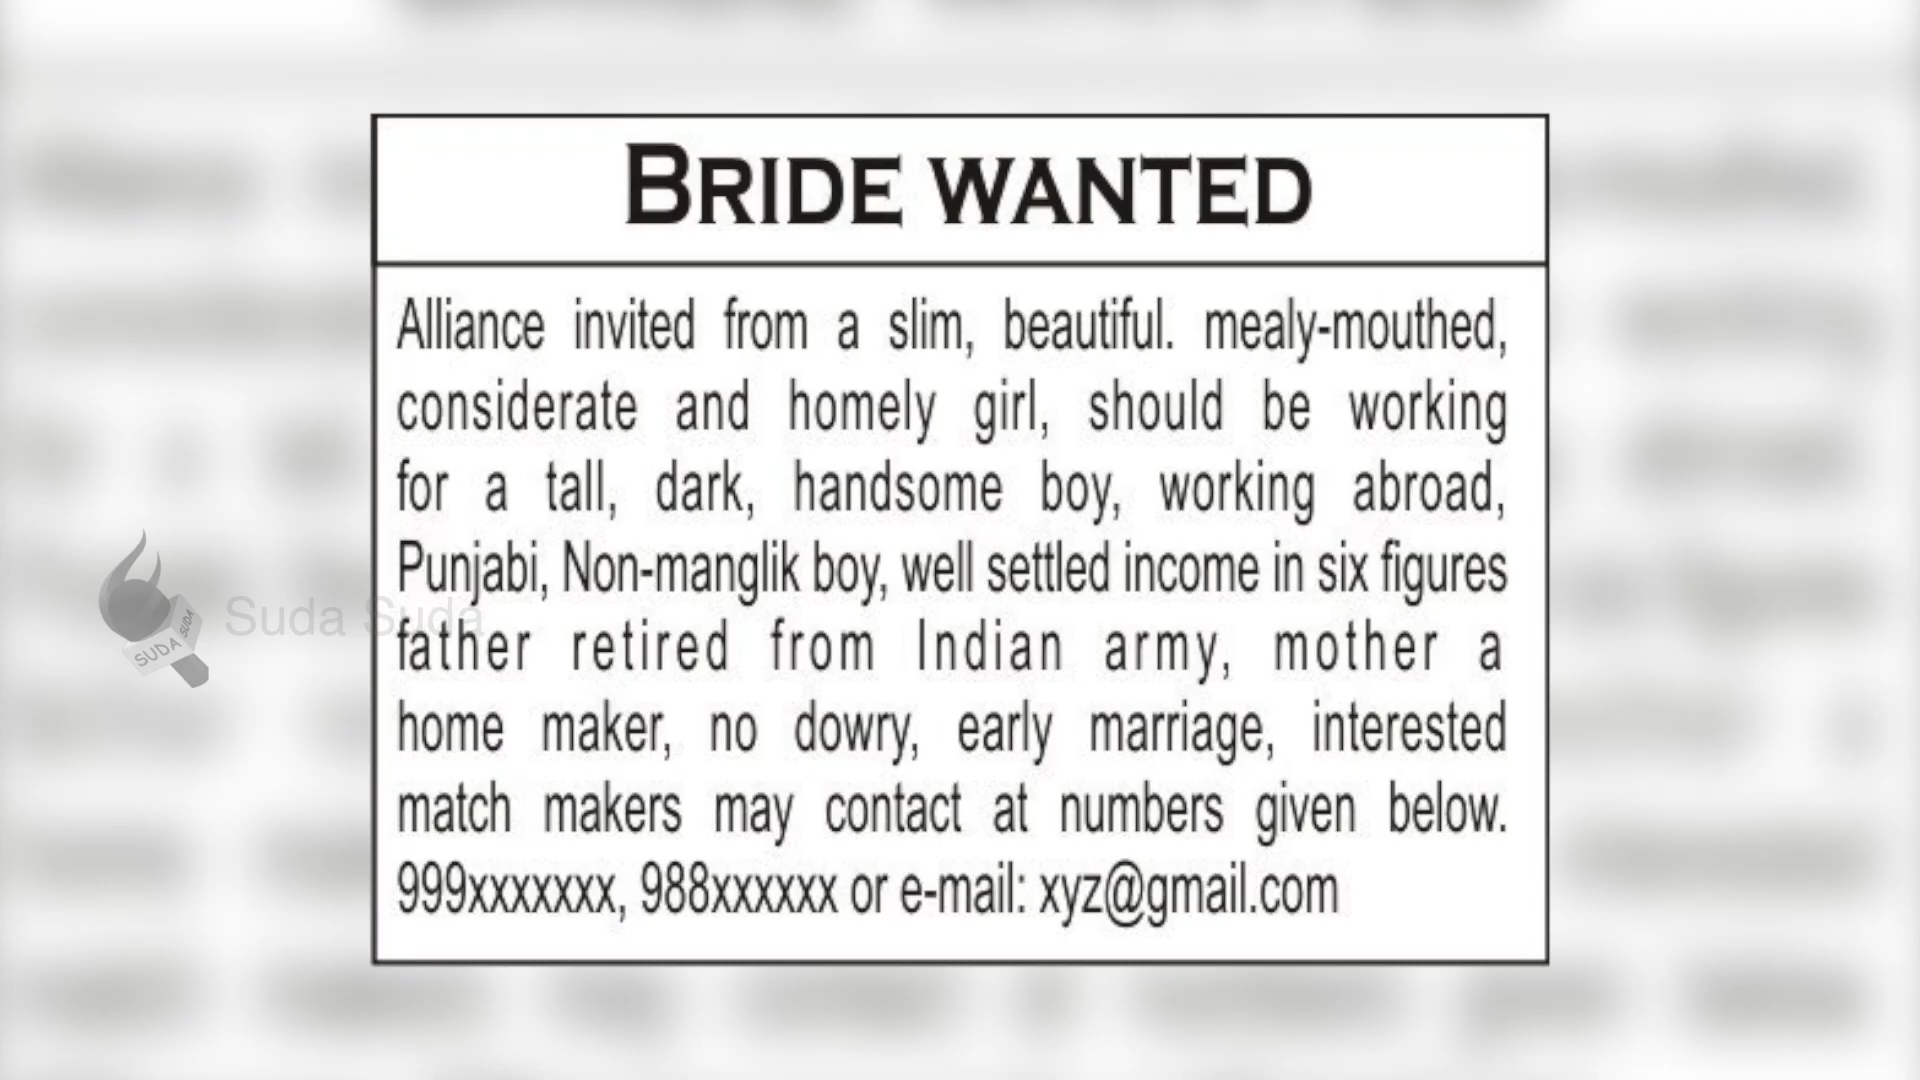 BRIDE WANTED
Alliance invited from a slim, beautiful. mealy-mouthed,
considerate and homely girl, should be working
for a tall, dark, handsome boy, working abroad,
Punjabi, Non-manglik boy, well settled income in six figures
father retired from Indian army, mother a
home maker, no dowry, early marriage, interested
match makers may contact at numbers given below.
999xxxxxxx, 988xxxxxx or e-mail: xyz@gmail.com
Suda Suda
SUDA SUDA